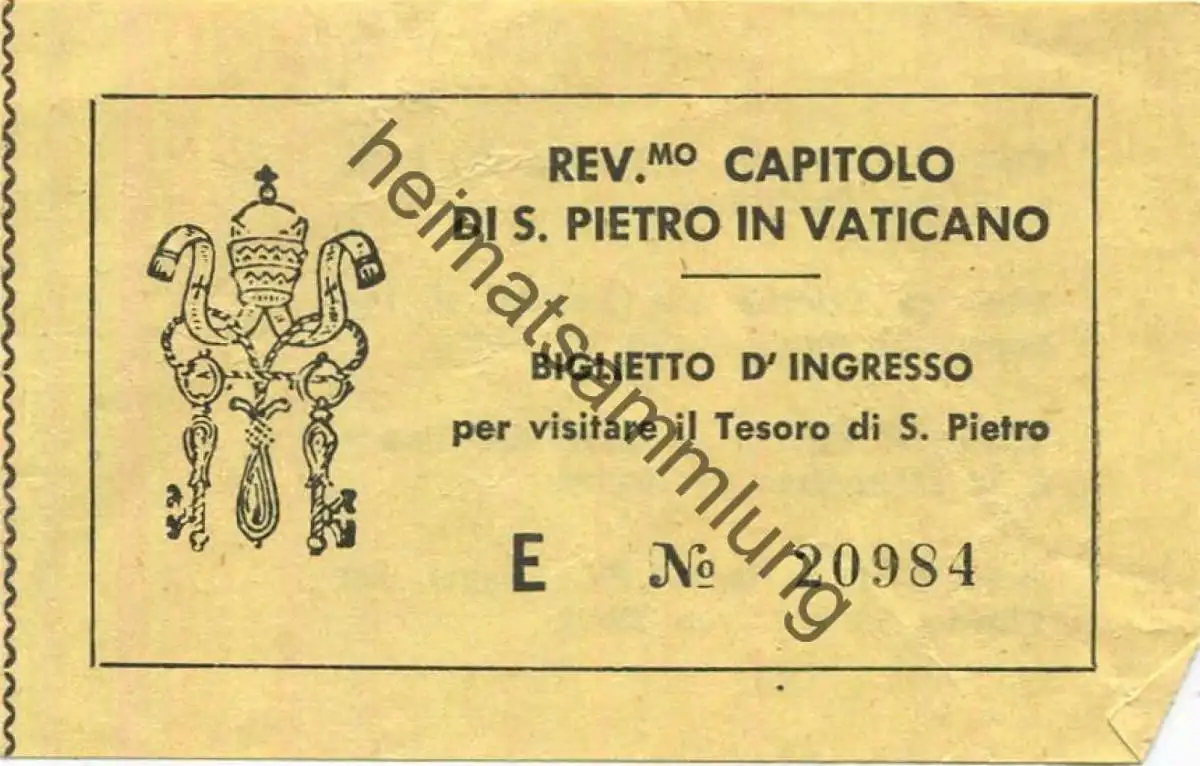 REV.MO CAPITOLO
DI S. PIETRO IN VATICANO
BIGLIETTO D' INGRESSO
per visitare il Tesoro di S. Pietro
E № 20984
heimatsammlung